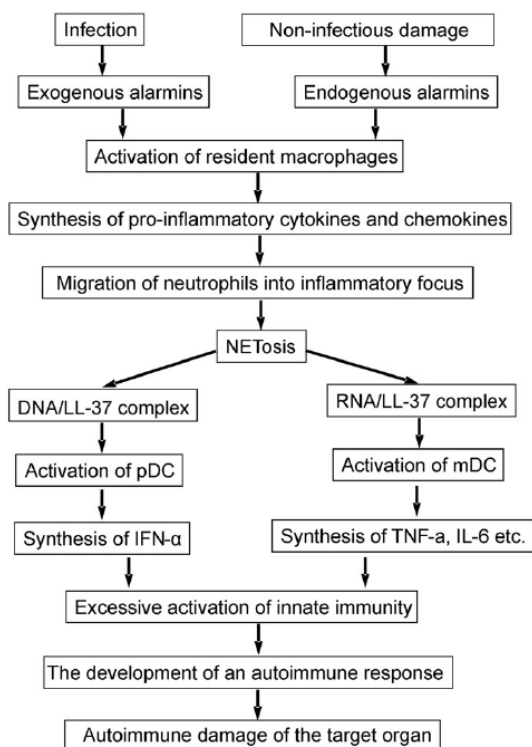 Infection
Non-infectious damage
Exogenous alarmins
Endogenous alarmins
Activation of resident macrophages
Synthesis of pro-inflammatory cytokines and chemokines
Migration of neutrophils into inflammatory focus
NETosis
DNA/LL-37 complex
RNA/LL-37 complex
Activation of pDC
Activation of mDC
Synthesis of IFN-α
Synthesis of TNF-a, IL-6 etc.
Excessive activation of innate immunity
The development of an autoimmune response
Autoimmune damage of the target organ